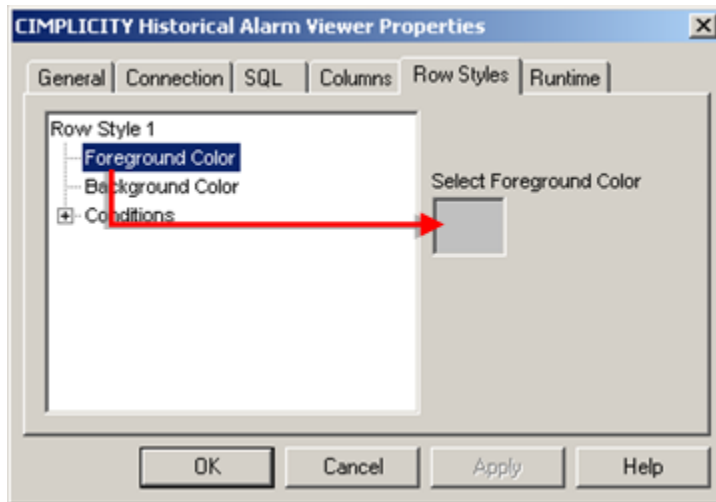 CIMPLICITY Historical Alarm Viewer Properties
General Connection SQL Columns Row Styles Runtime
Row Style 1
Foreground Color
Background Color
Select Foreground Color
Conditions
OK Cancel Apply Help